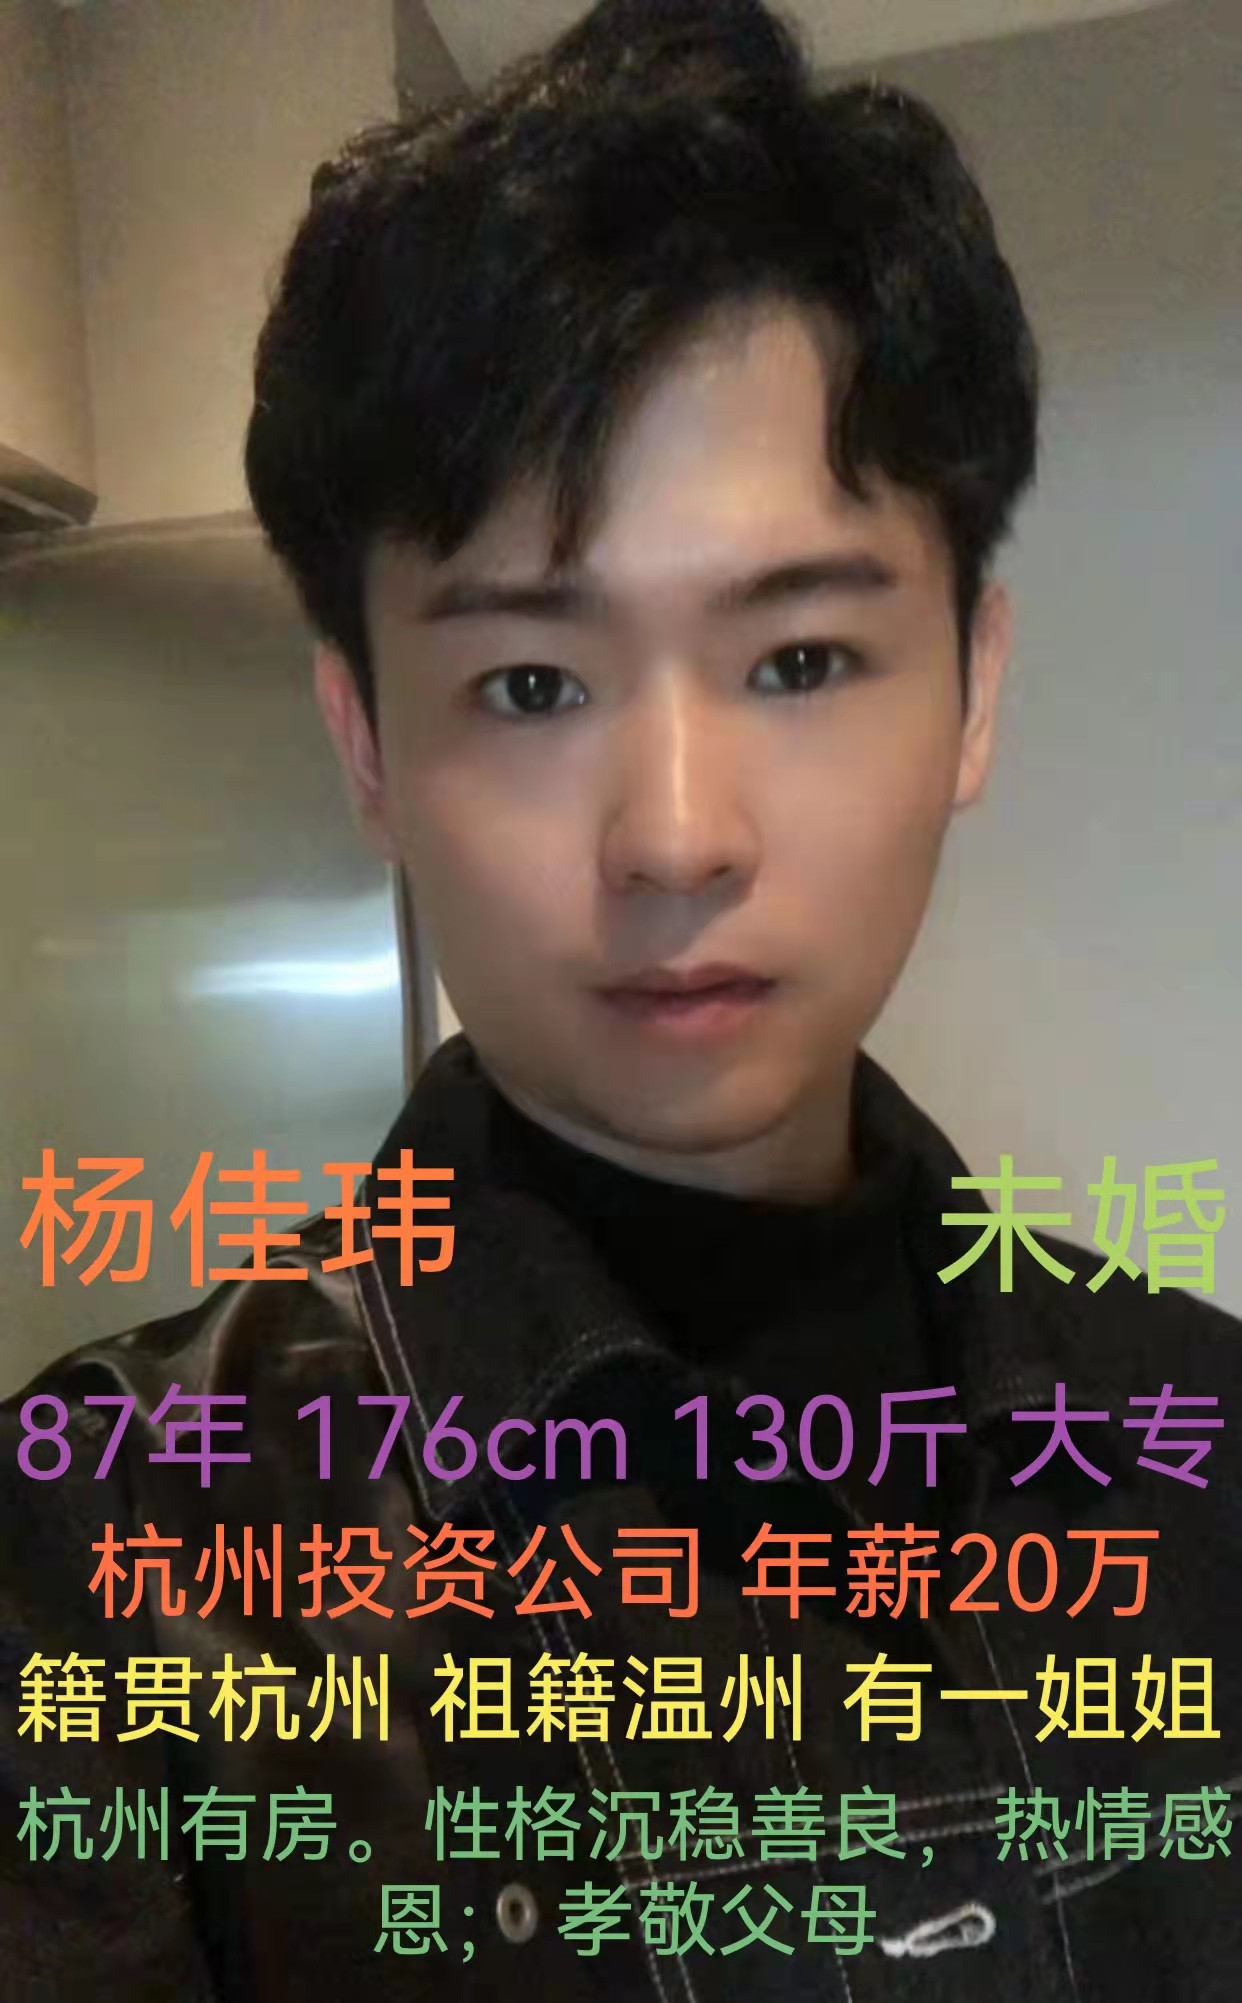 杨佳玮 未婚
87年 176cm 130斤 大专
杭州投资公司 年薪20万
籍贯杭州 祖籍温州 有一姐姐
杭州有房。性格沉稳善良，热情感
恩；孝敬父母